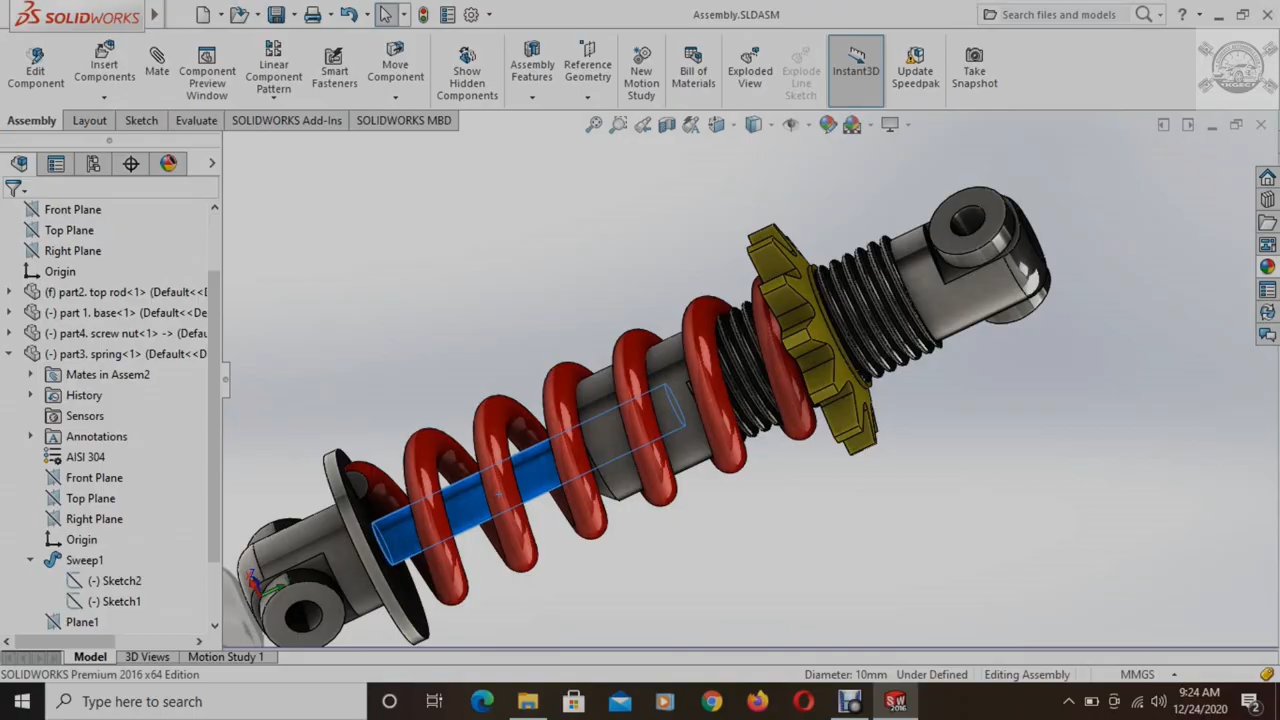 SOLIDWORKS
Assembly.SLDASM
Search files and models
?
Edit Component
Insert Components
Mate
Component Preview Window
Linear Component Pattern
Smart Fasteners
Move Component
Show Hidden Components
Assembly Features
Reference Geometry
New Motion Study
Bill of Materials
Exploded View
Explode Line Sketch
Instant3D
Update Speedpak
Take Snapshot
Assembly
Layout
Sketch
Evaluate
SOLIDWORKS Add-Ins
SOLIDWORKS MBD
Front Plane
Top Plane
Right Plane
Origin
(f) part2. top rod<1> (Default<<
(-) part 1. base<1> (Default<<De
(-) part4. screw nut<1> -> (Defau
(-) part3. spring<1> (Default<<D
Mates in Assem2
History
Sensors
Annotations
AISI 304
Front Plane
Top Plane
Right Plane
Origin
Sweep1
(-) Sketch2
(-) Sketch1
Plane1
Model
3D Views
Motion Study 1
SOLIDWORKS Premium 2016 x64 Edition
Diameter: 10mm
Under Defined
Editing Assembly
MMGS
Type here to search
9:24 AM
12/24/2020